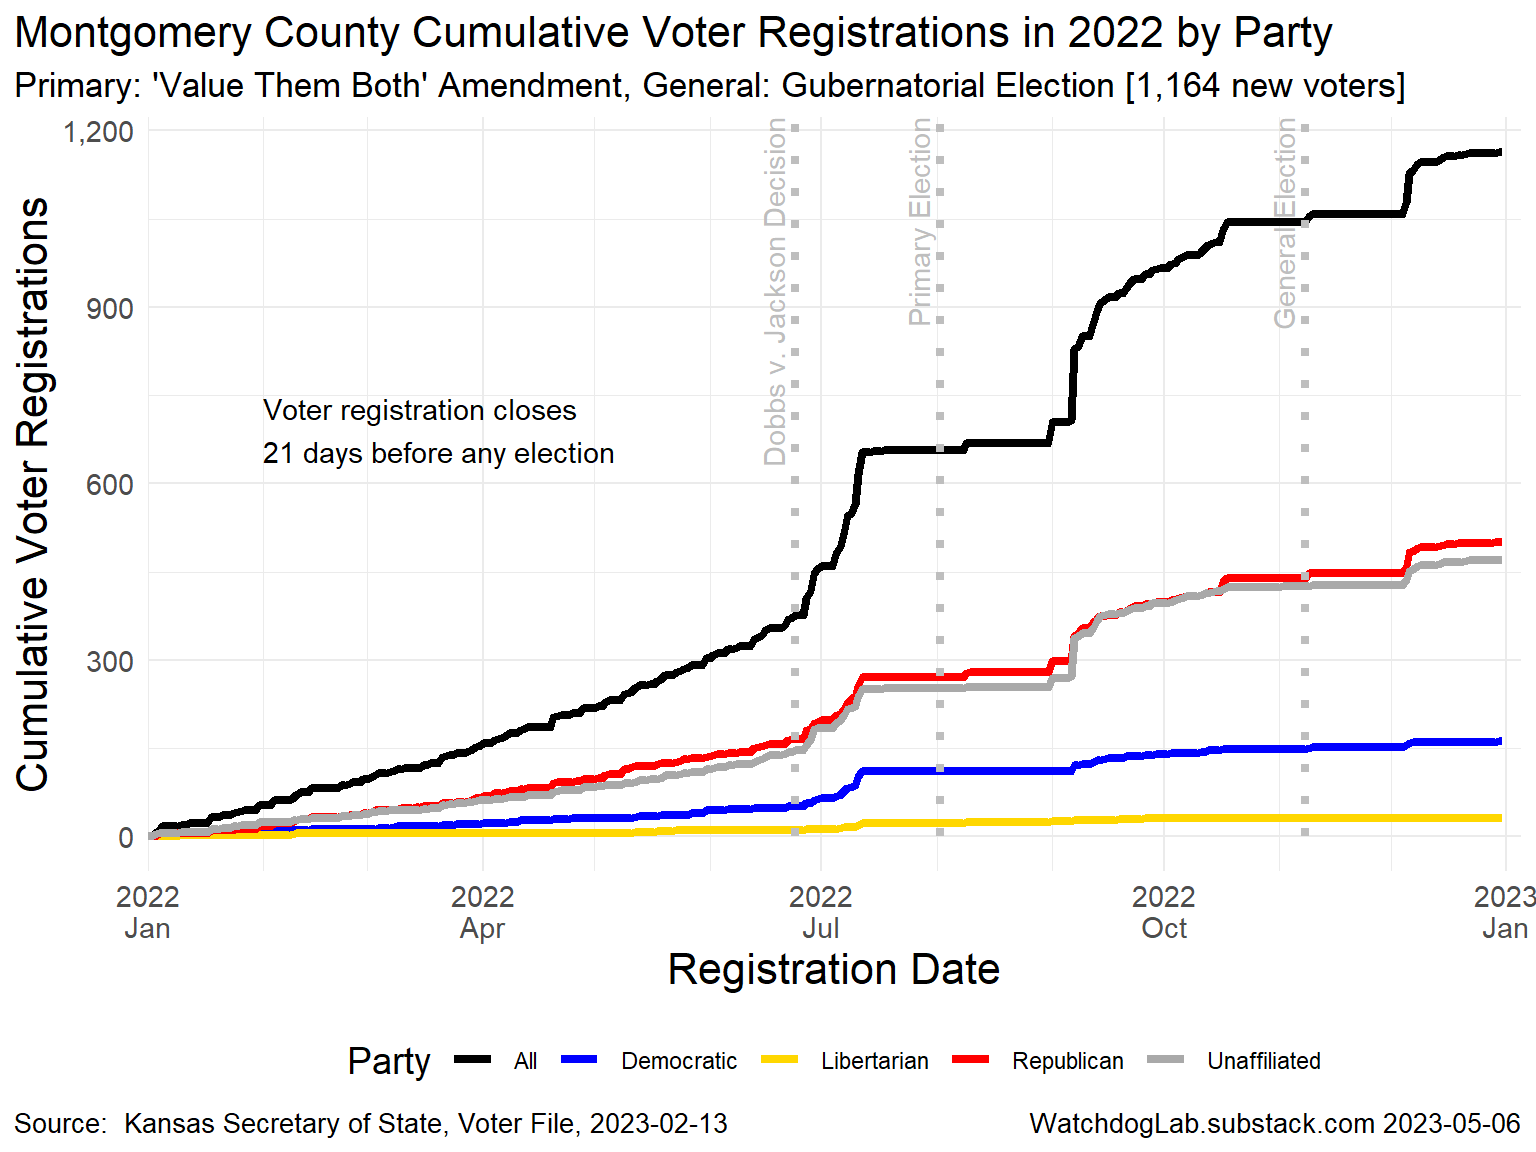 Montgomery County Cumulative Voter Registrations in 2022 by Party
Primary: 'Value Them Both' Amendment, General: Gubernatorial Election [1,164 new voters]
Cumulative Voter Registrations
1,200
900
600
300
0
Dobbs v. Jackson Decision
Primary Election
General Election
Voter registration closes
21 days before any election
2022 2022 2022 2022 2023
Jan Apr Jul Oct Jan
Registration Date
Party All Democratic Libertarian Republican Unaffiliated
Source:  Kansas Secretary of State, Voter File, 2023-02-13 WatchdogLab.substack.com 2023-05-06